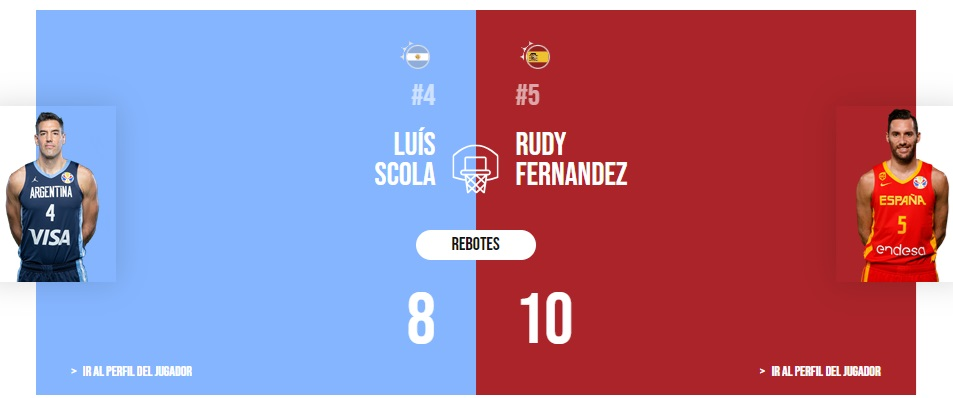 #4
LUÍS
SCOLA
#5
RUDY
FERNANDEZ
ARGENTINA
4
VISA
ESPAÑA
5
endesa
REBOTES
8
10
> IR AL PERFIL DEL JUGADOR
> IR AL PERFIL DEL JUGADOR